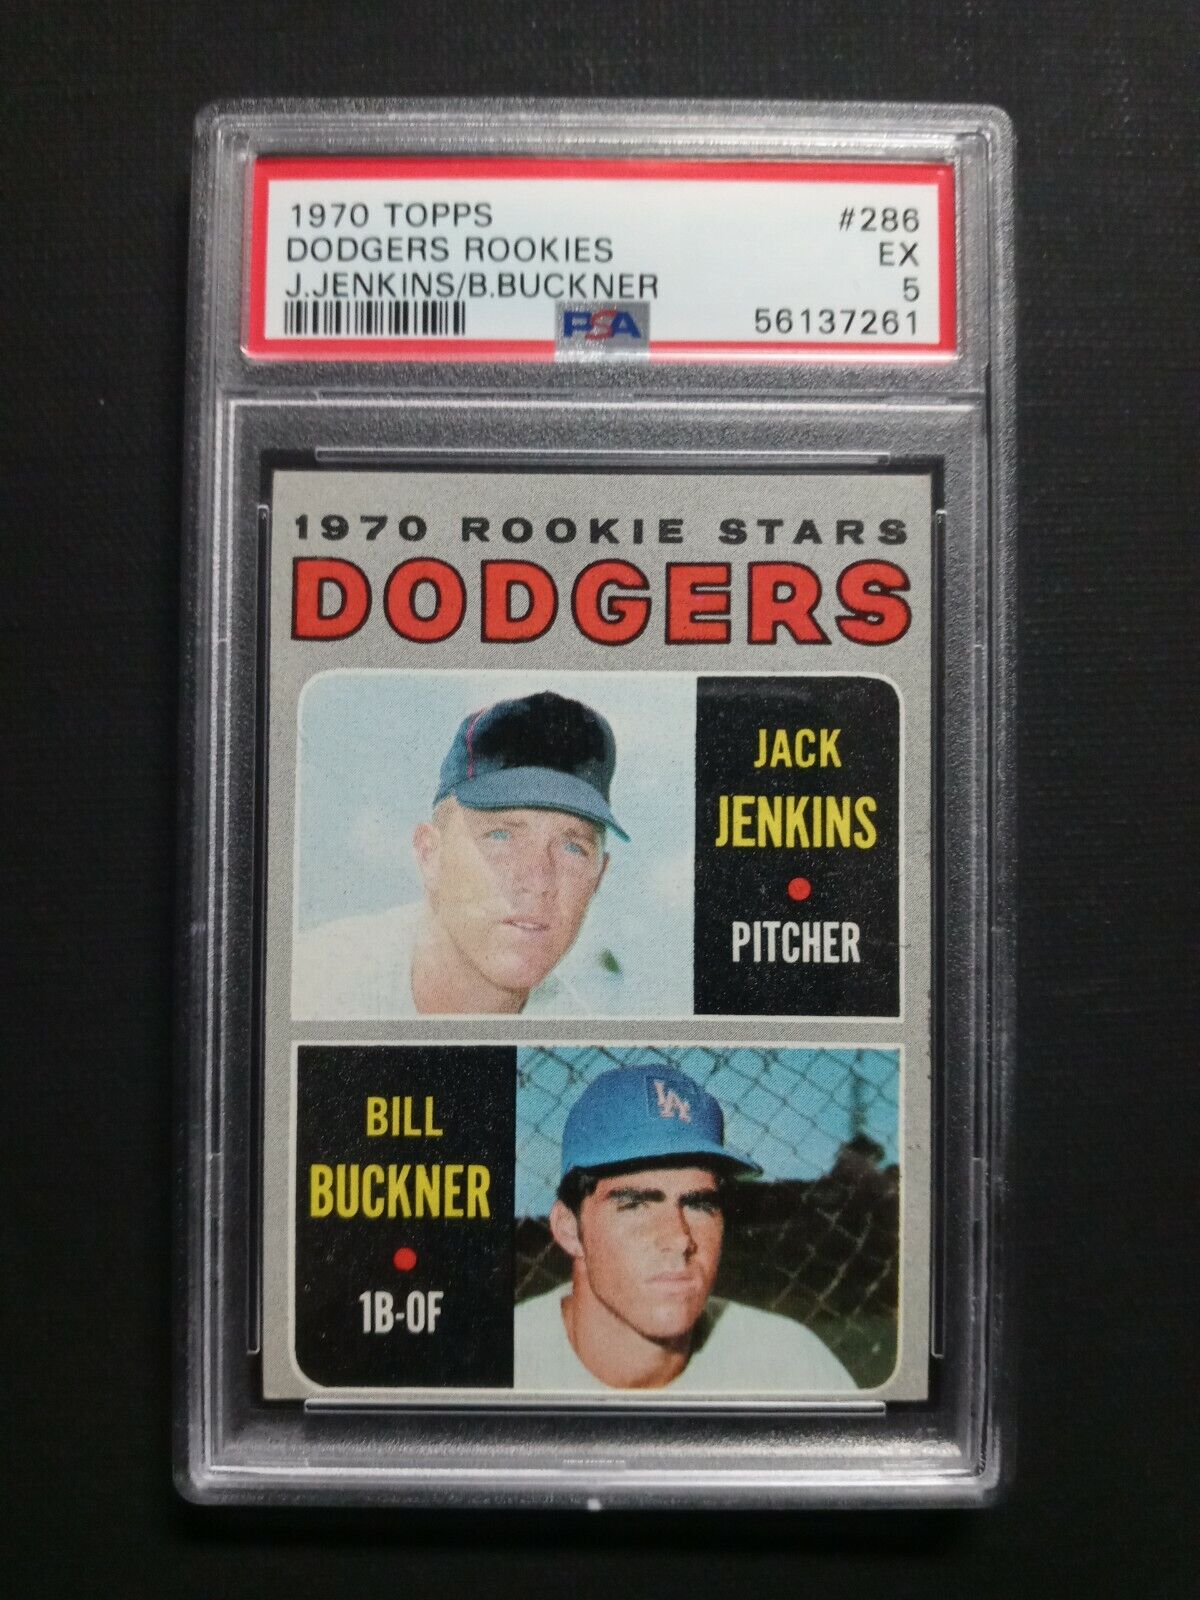 1970 TOPPS #286
DODGERS ROOKIES EX
J.JENKINS/B.BUCKNER 5
PSA 56137261
1970 ROOKIE STARS
DODGERS
JACK
JENKINS
PITCHER
BILL
BUCKNER
1B-OF
LA